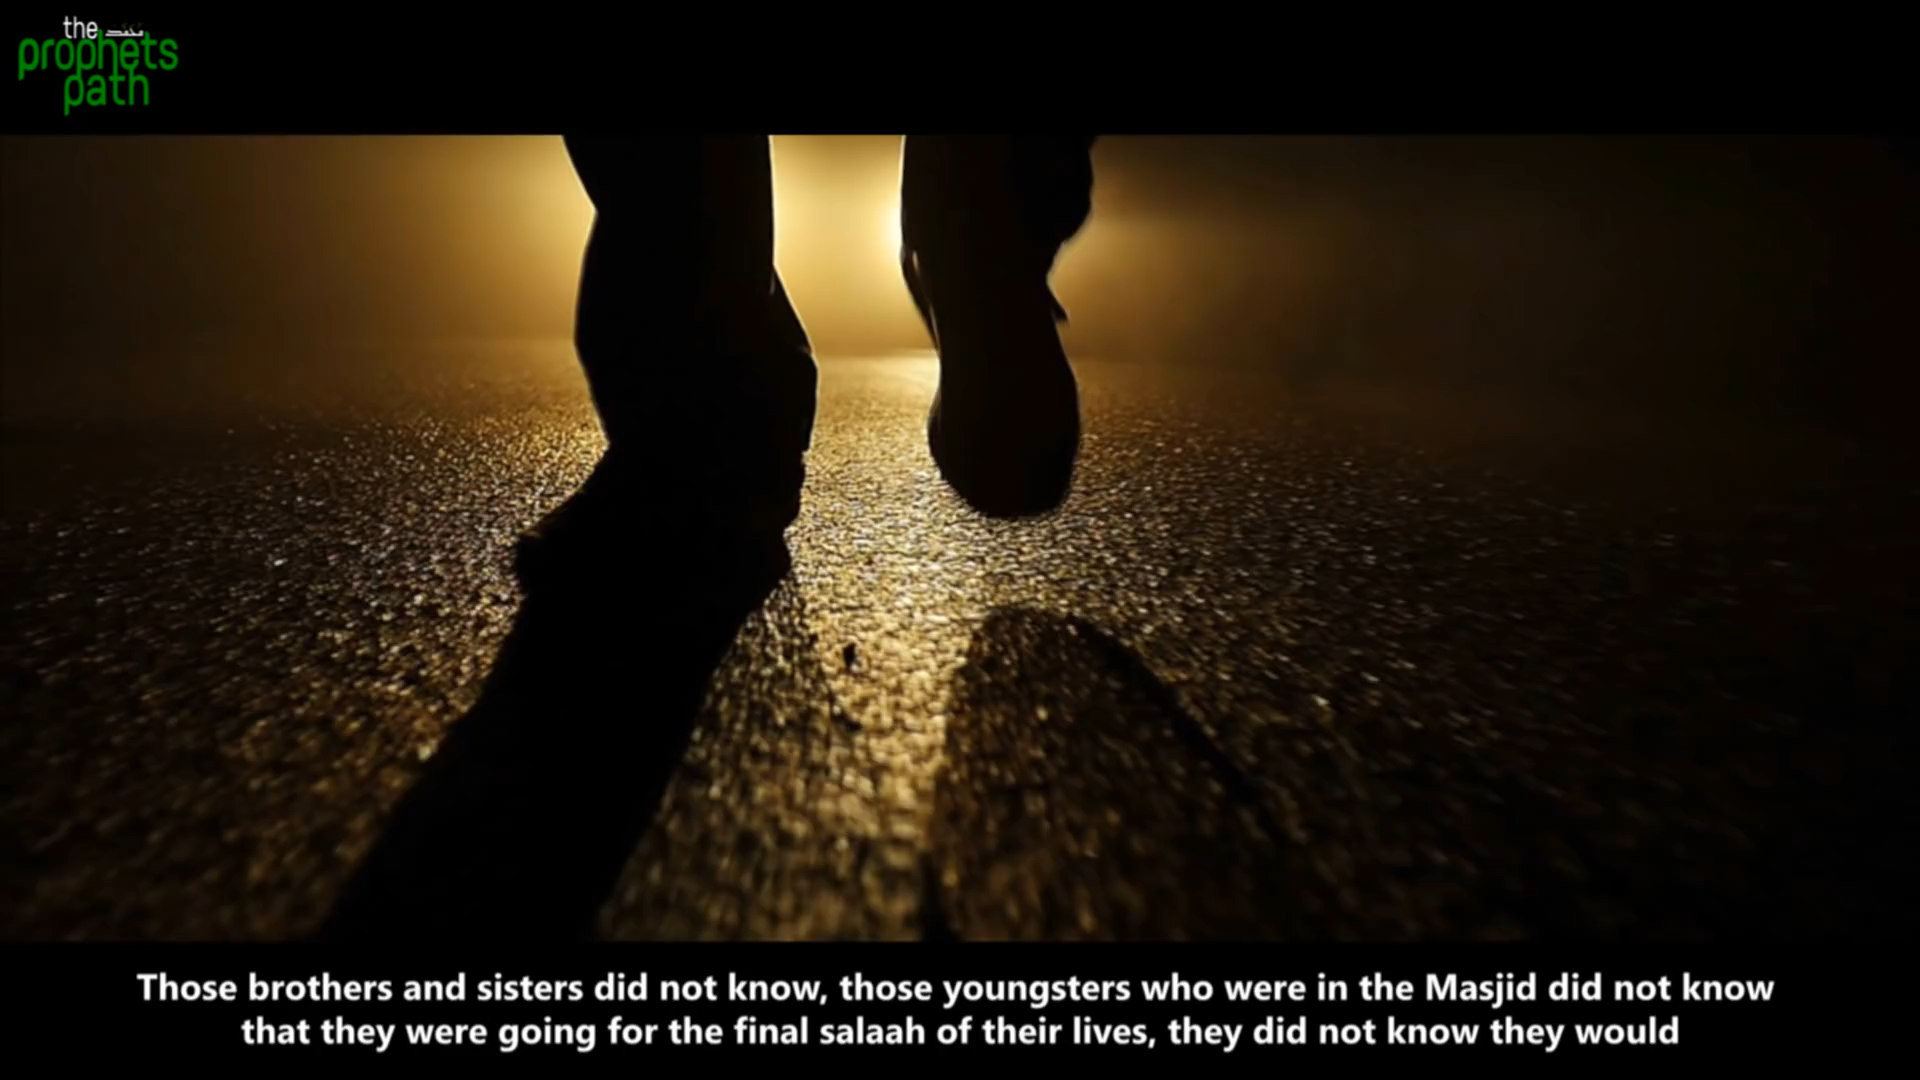 the
prophets
path
Those brothers and sisters did not know, those youngsters who were in the Masjid did not know
that they were going for the final salaah of their lives, they did not know they would